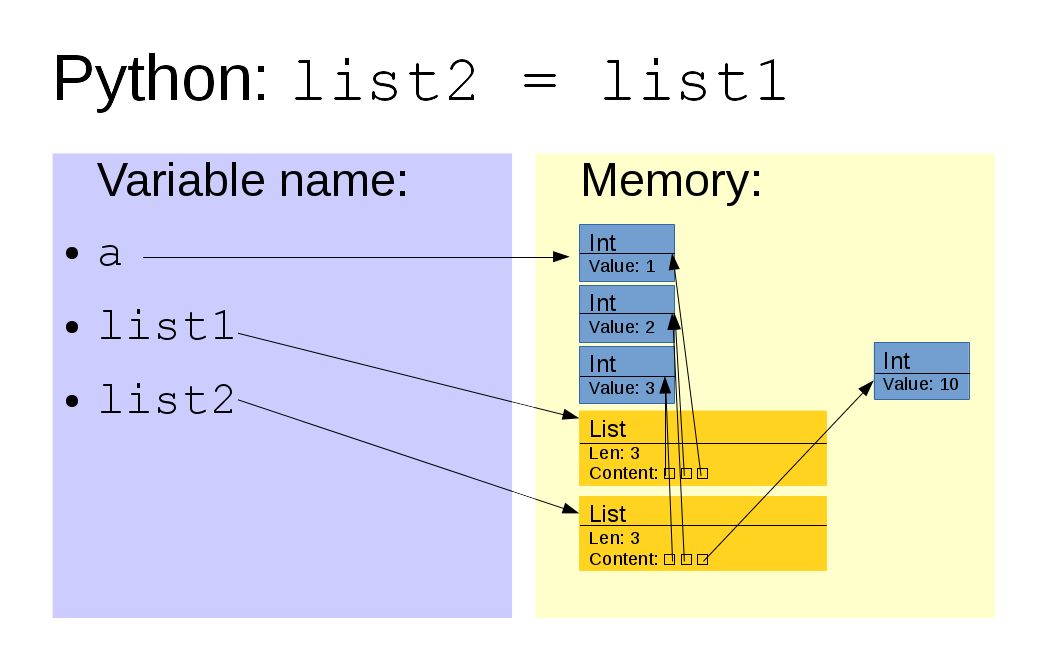 Python: list2 = list1
Variable name:
• a
• list1
• list2
Memory:
Int
Value: 1
Int
Value: 2
Int
Value: 3
Int
Value: 10
List
Len: 3
Content:
List
Len: 3
Content: